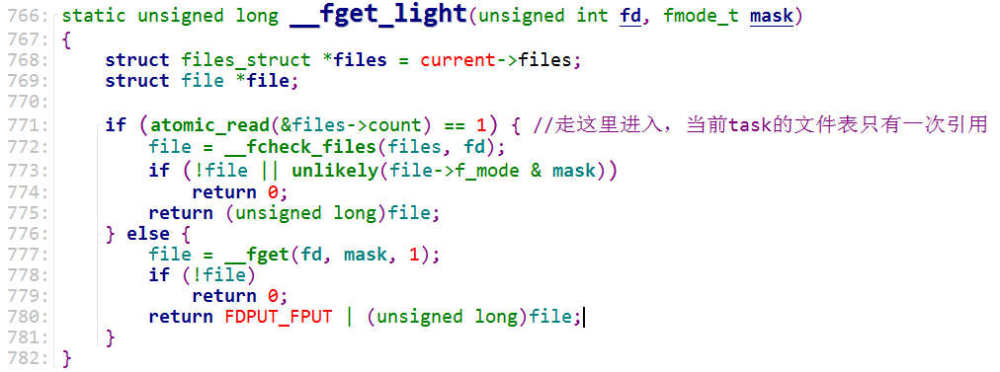 766: static unsigned long __fget_light(unsigned int fd, fmode_t mask)
767: {
768:     struct files_struct *files = current->files;
769:     struct file *file;
770:
771:     if (atomic_read(&files->count) == 1) { //走这里进入，当前task的文件表只有一次引用
772:         file = __fcheck_files(files, fd);
773:         if (!file || unlikely(file->f_mode & mask))
774:             return 0;
775:         return (unsigned long)file;
776:     } else {
777:         file = __fget(fd, mask, 1);
778:         if (!file)
779:             return 0;
780:         return FDPUT_FPUT | (unsigned long)file;
781:     }
782: }